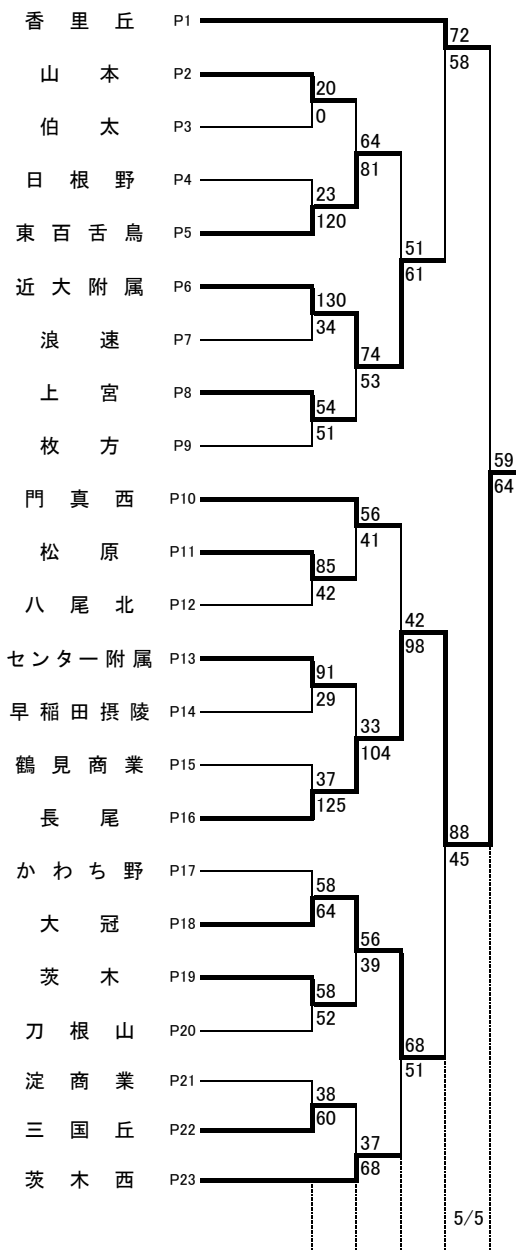 香里丘 P1
72
58
山本 P2
20
0
伯太 P3
64
81
日根野 P4
23
120
東百舌鳥 P5
51
61
近大附属 P6
130
34
浪速 P7
74
53
上宮 P8
54
51
枚方 P9
59
64
門真西 P10
56
41
松原 P11
85
42
八尾北 P12
42
98
センター附属 P13
91
29
早稲田摂陵 P14
33
104
鶴見商業 P15
37
125
長尾 P16
88
45
かわち野 P17
58
64
大冠 P18
56
39
茨木 P19
58
52
刀根山 P20
68
51
淀商業 P21
38
60
三国丘 P22
37
68
茨木西 P23
5/5